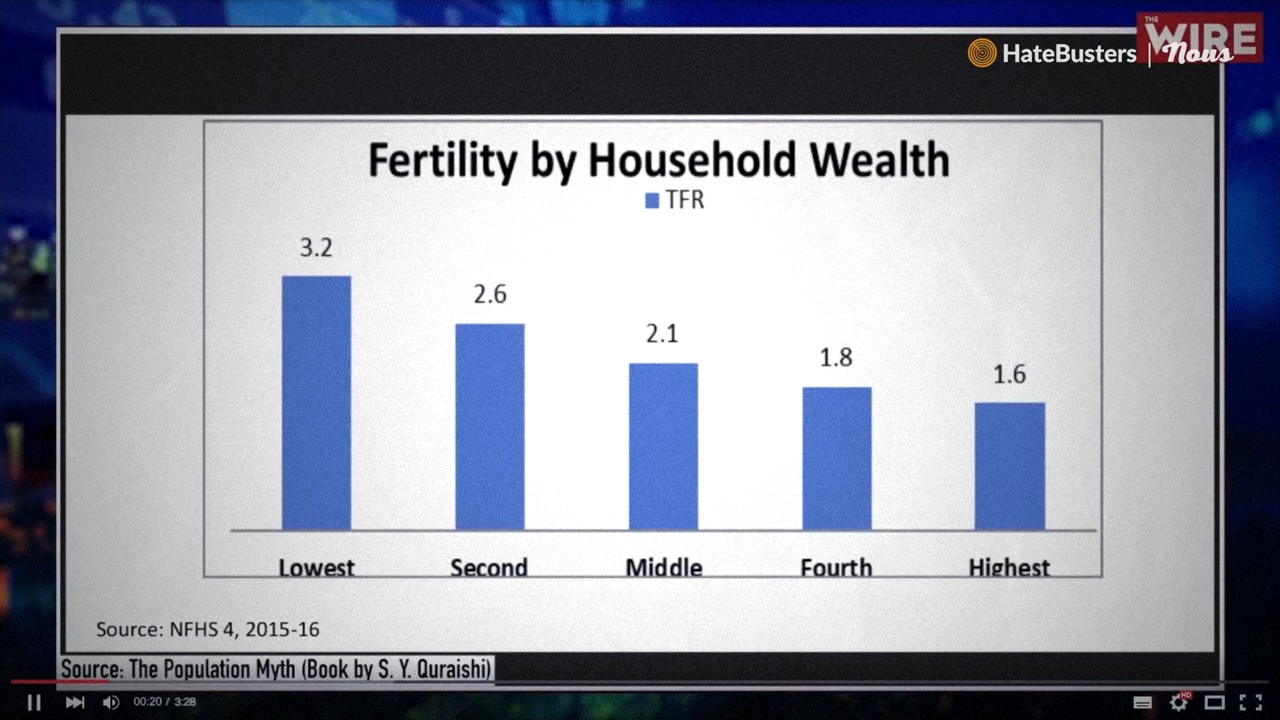 THE
WIRE
HateBusters | Nous
Fertility by Household Wealth
TFR
3.2
2.6
2.1
1.8
1.6
Lowest Second Middle Fourth Highest
Source: NFHS 4, 2015-16
Source: The Population Myth (Book by S. Y. Quraishi)
00:20 / 3:28
HD